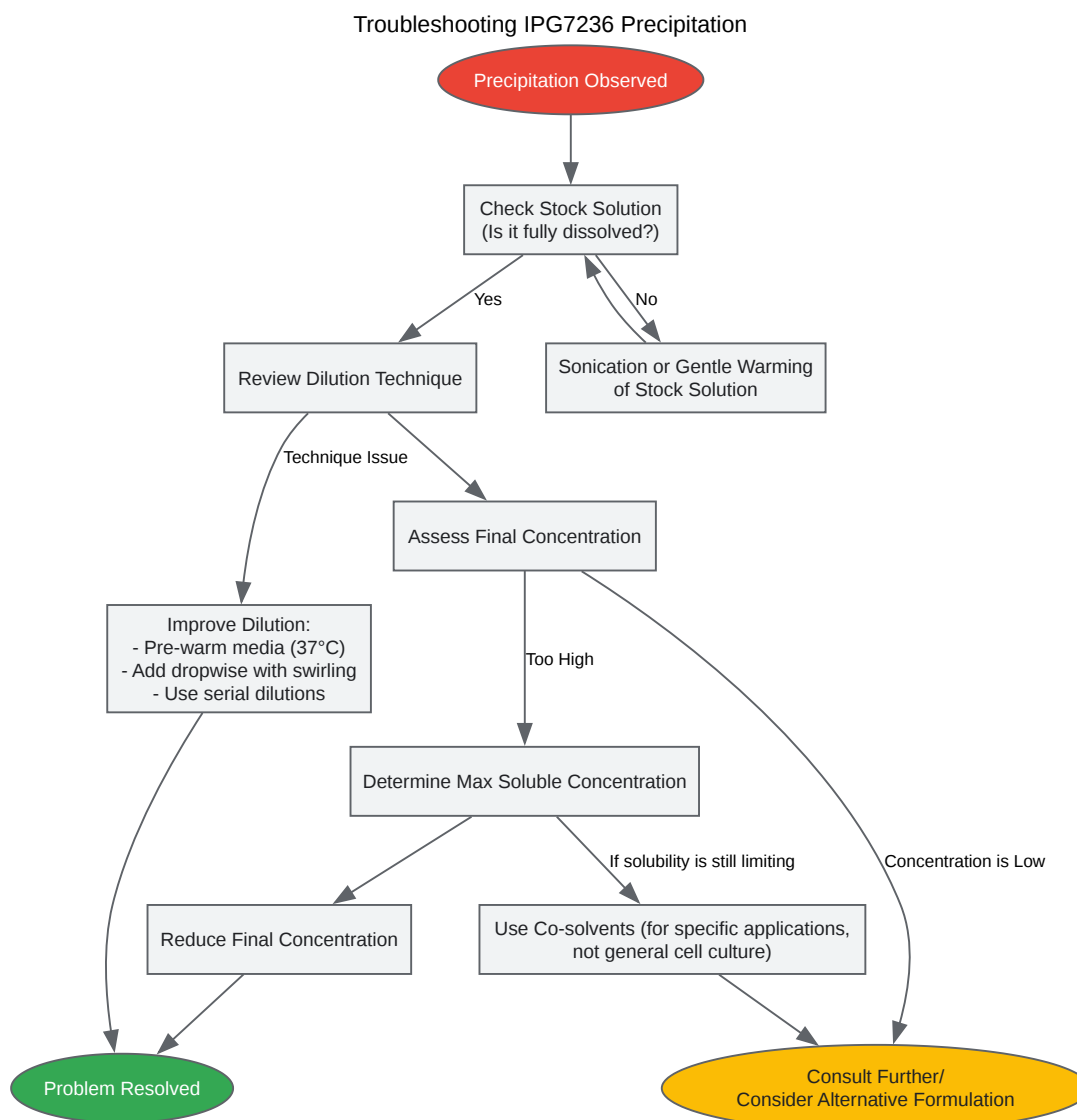 Troubleshooting IPG7236 Precipitation
Precipitation Observed
Check Stock Solution
(Is it fully dissolved?)
Yes
No
Review Dilution Technique
Sonication or Gentle Warming
of Stock Solution
Technique Issue
Assess Final Concentration
Improve Dilution:
- Pre-warm media (37°C)
- Add dropwise with swirling
- Use serial dilutions
Too High
Determine Max Soluble Concentration
If solubility is still limiting
Concentration is Low
Reduce Final Concentration
Use Co-solvents (for specific applications,
not general cell culture)
Problem Resolved
Consult Further/
Consider Alternative Formulation